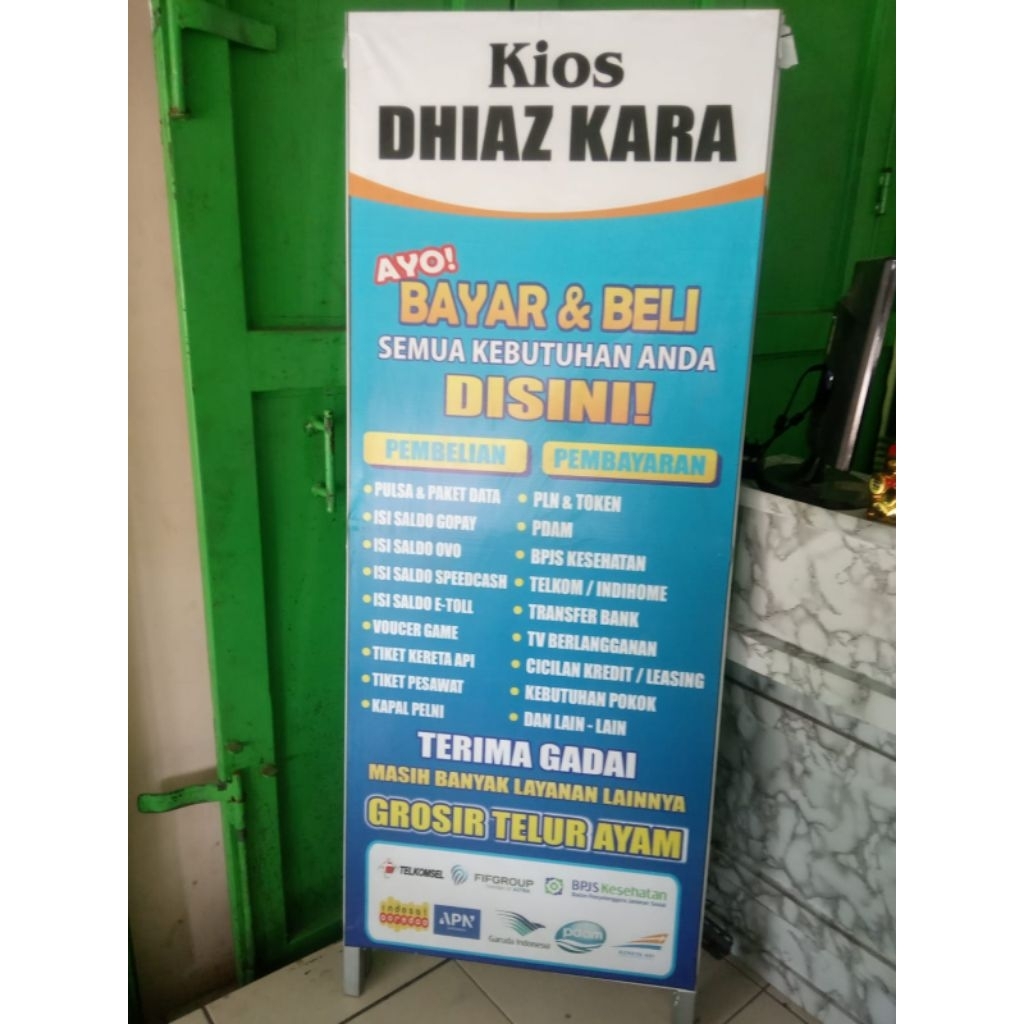 Kios
DHIAZ KARA
AYO!
BAYAR & BELI
SEMUA KEBUTUHAN ANDA
DISINI!
PEMBELIAN
• PULSA & PAKET DATA
• ISI SALDO GOPAY
• ISI SALDO OVO
• ISI SALDO SPEEDCASH
• ISI SALDO E-TOLL
• VOUCER GAME
• TIKET KERETA API
• TIKET PESAWAT
• KAPAL PELNI
PEMBAYARAN
• PLN & TOKEN
• PDAM
• BPJS KESEHATAN
• TELKOM / INDIHOME
• TRANSFER BANK
• TV BERLANGGANAN
• CICILAN KREDIT / LEASING
• KEBUTUHAN POKOK
• DAN LAIN - LAIN
TERIMA GADAI
MASIH BANYAK LAYANAN LAINNYA
GROSIR TELUR AYAM
TELKOMSEL
FIFGROUP
BPJS Kesehatan
indosat
ooredoo
APN
Garuda Indonesia
pdam